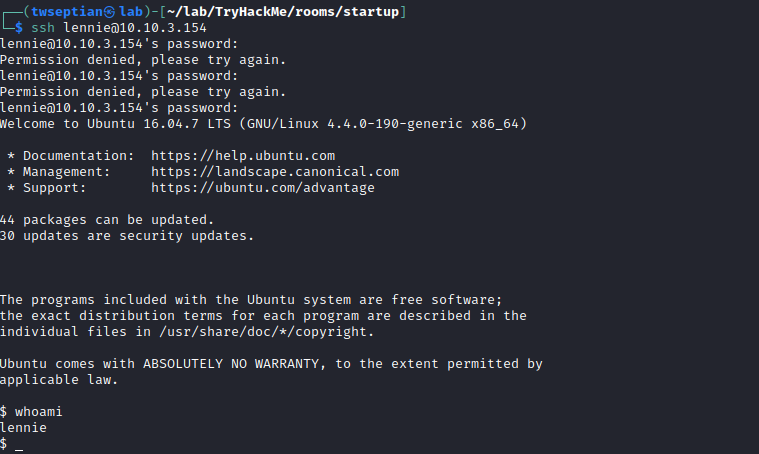 ┌──(twseptian㉿lab)-[~/lab/TryHackMe/rooms/startup]
└─$ ssh lennie@10.10.3.154
lennie@10.10.3.154's password:
Permission denied, please try again.
lennie@10.10.3.154's password:
Permission denied, please try again.
lennie@10.10.3.154's password:
Welcome to Ubuntu 16.04.7 LTS (GNU/Linux 4.4.0-190-generic x86_64)
 * Documentation:  https://help.ubuntu.com
 * Management:     https://landscape.canonical.com
 * Support:        https://ubuntu.com/advantage
44 packages can be updated.
30 updates are security updates.
The programs included with the Ubuntu system are free software;
the exact distribution terms for each program are described in the
individual files in /usr/share/doc/*/copyright.
Ubuntu comes with ABSOLUTELY NO WARRANTY, to the extent permitted by
applicable law.
$ whoami
lennie
$ _